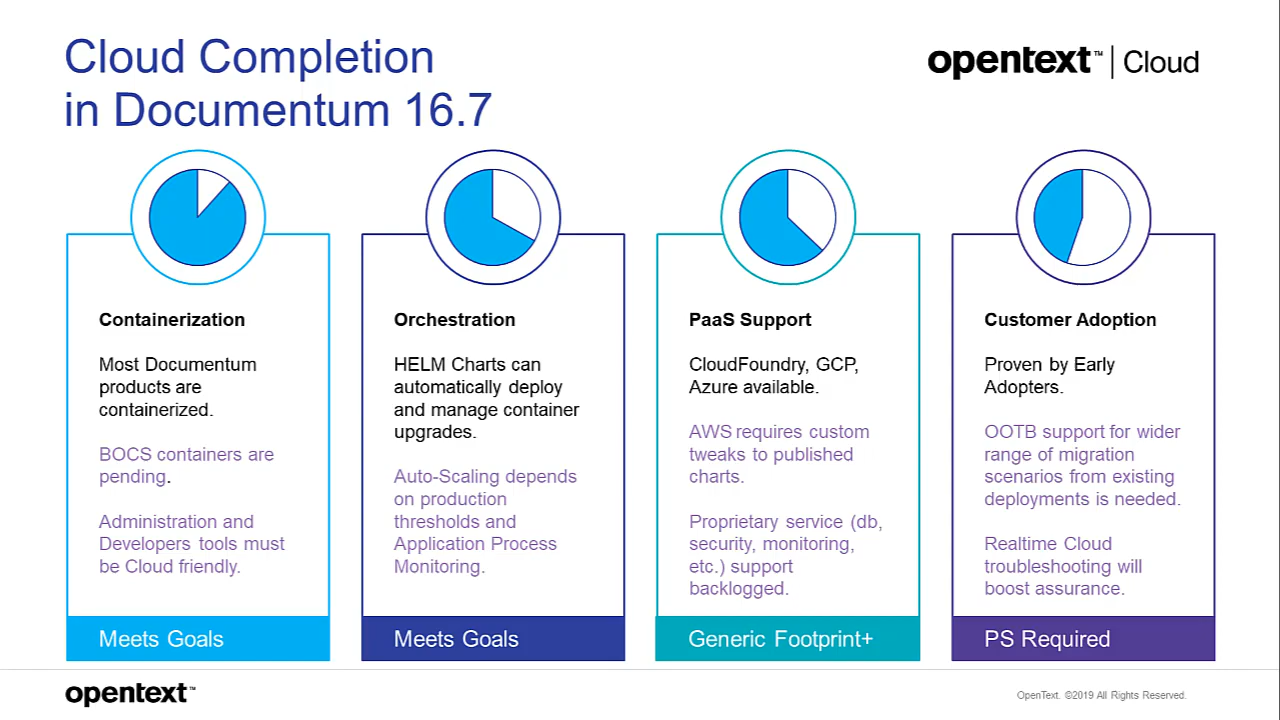 Cloud Completion
in Documentum 16.7
opentext™ | Cloud
Containerization
Most Documentum
products are
containerized.
BOCS containers are
pending.
Administration and
Developers tools must
be Cloud friendly.
Meets Goals
Orchestration
HELM Charts can
automatically deploy
and manage container
upgrades.
Auto-Scaling depends
on production
thresholds and
Application Process
Monitoring.
Meets Goals
PaaS Support
CloudFoundry, GCP,
Azure available.
AWS requires custom
tweaks to published
charts.
Proprietary service (db,
security, monitoring,
etc.) support
backlogged.
Generic Footprint+
Customer Adoption
Proven by Early
Adopters.
OOTB support for wider
range of migration
scenarios from existing
deployments is needed.
Realtime Cloud
troubleshooting will
boost assurance.
PS Required
opentext™
OpenText. ©2019 All Rights Reserved.